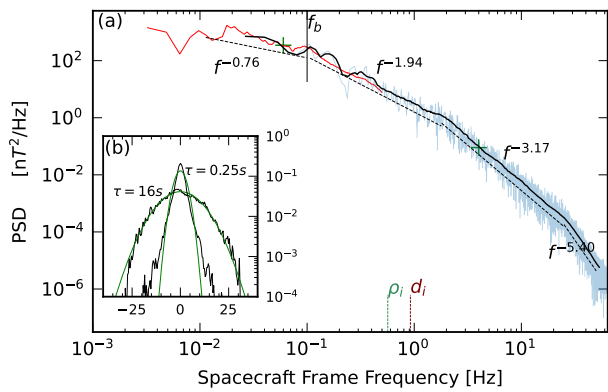 (a)
f_b
f^−0.76
f^−1.94
f^−3.17
f^−5.40
(b)
τ = 0.25s
τ = 16s
10^0
10^−1
10^−2
10^−3
10^−4
−25 0 25
ρ_i d_i
PSD [nT^2/Hz]
10^2
10^0
10^−2
10^−4
10^−6
10^−3 10^−2 10^−1 10^0 10^1
Spacecraft Frame Frequency [Hz]